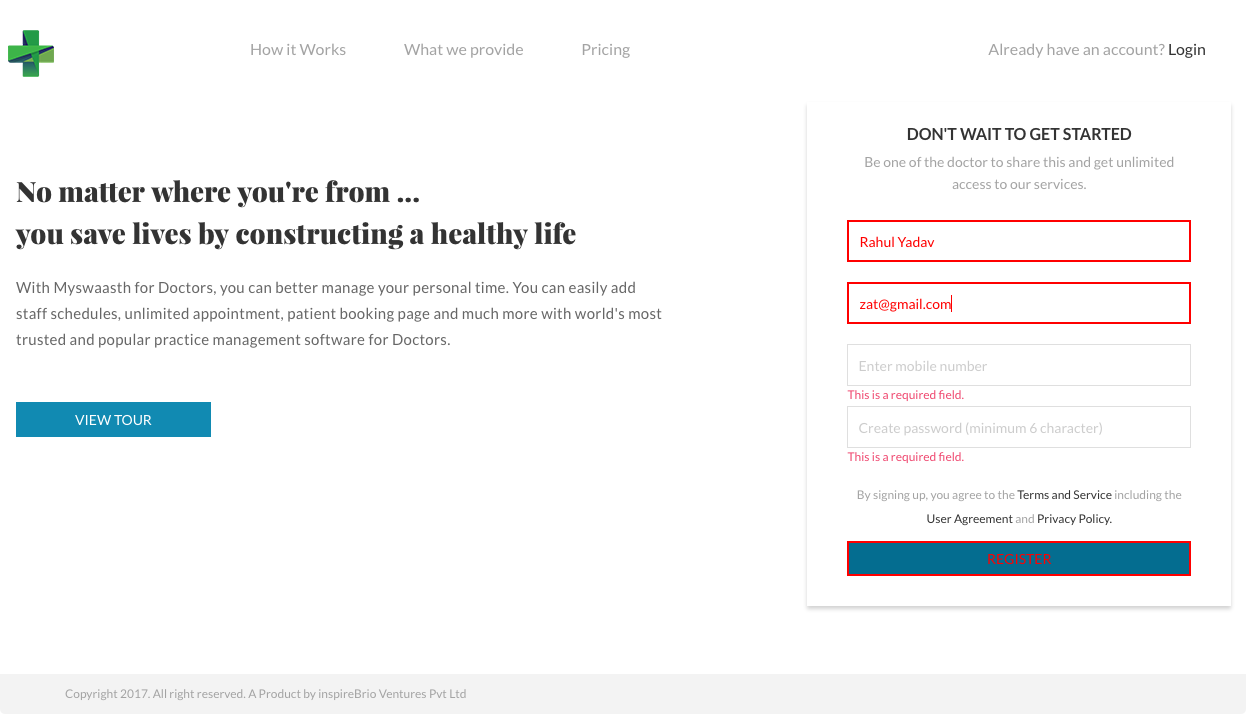 How it Works
What we provide
Pricing
Already have an account? Login
No matter where you're from ...
you save lives by constructing a healthy life
With Myswaasth for Doctors, you can better manage your personal time. You can easily add
staff schedules, unlimited appointment, patient booking page and much more with world's most
trusted and popular practice management software for Doctors.
VIEW TOUR
DON'T WAIT TO GET STARTED
Be one of the doctor to share this and get unlimited
access to our services.
Rahul Yadav
zat@gmail.com
Enter mobile number
This is a required field.
Create password (minimum 6 character)
This is a required field.
By signing up, you agree to the Terms and Service including the
User Agreement and Privacy Policy.
REGISTER
Copyright 2017. All right reserved. A Product by inspireBrio Ventures Pvt Ltd